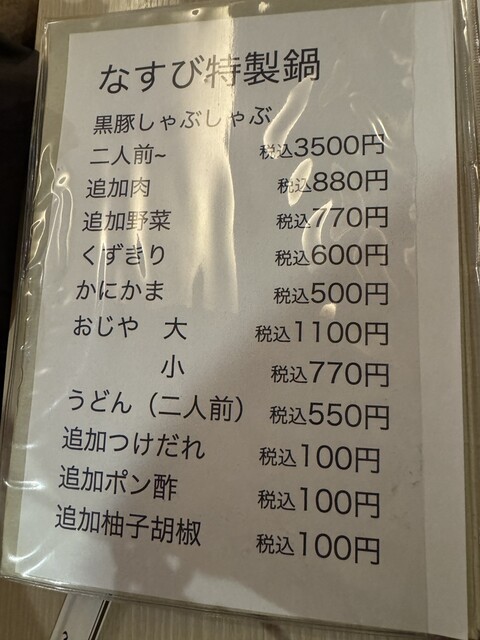 なすび特製鍋
黒豚しゃぶしゃぶ
二人前~ 税込3500円
追加肉 税込880円
追加野菜 税込770円
くずきり 税込600円
かにかま 税込500円
おじや 大 税込1100円
小 税込770円
うどん（二人前） 税込550円
追加つけだれ 税込100円
追加ポン酢 税込100円
追加柚子胡椒 税込100円